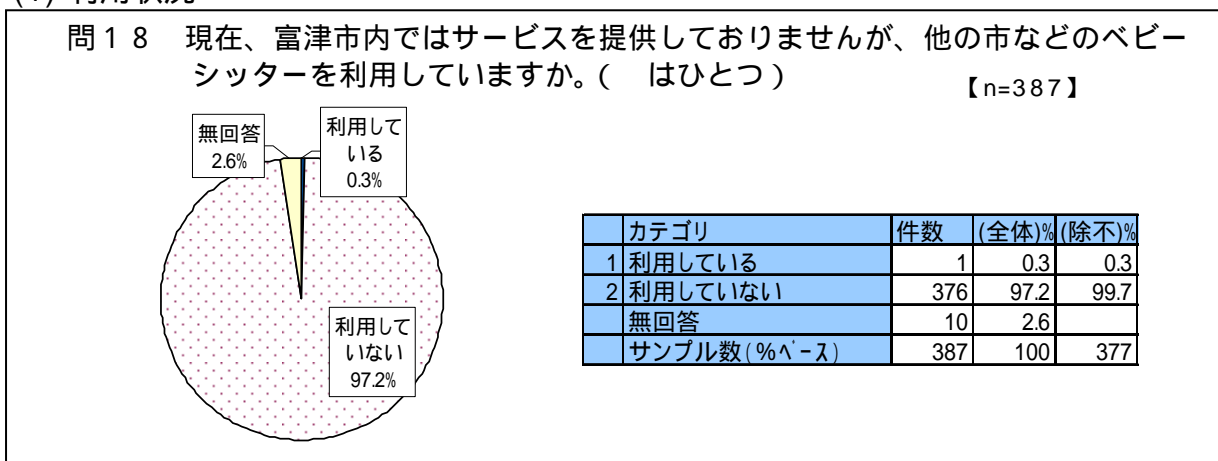 問18　現在、富津市内ではサービスを提供しておりませんが、他の市などのベビー
シッターを利用していますか。（　はひとつ）
【n=387】
無回答
2.6%
利用して
いる
0.3%
利用して
いない
97.2%
カテゴリ 件数 (全体)% (除不)%
1 利用している 1 0.3 0.3
2 利用していない 376 97.2 99.7
無回答 10 2.6
サンプル数(%ﾍﾞｰｽ) 387 100 377